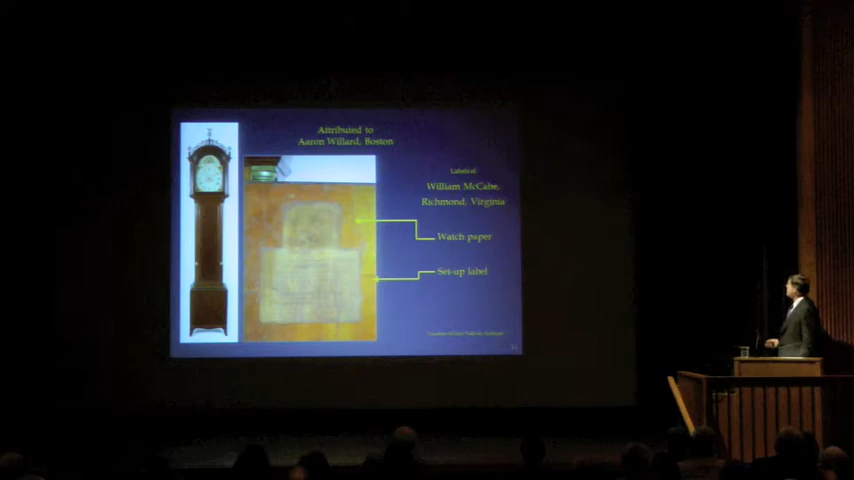 Attributed to
Aaron Willard, Boston
Labeled
William McCabe,
Richmond, Virginia
Watch paper
Set-up label